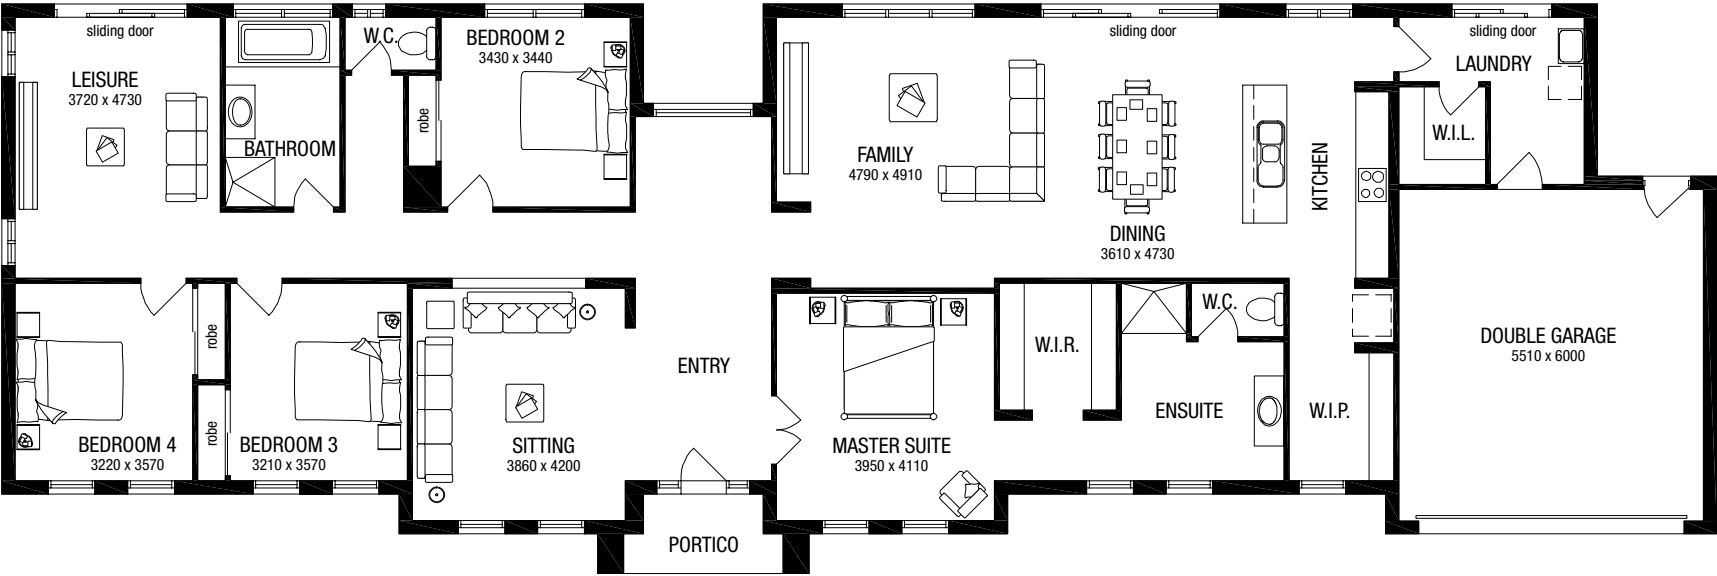 sliding door
LEISURE
3720 x 4730
BATHROOM
W.C.
robe
BEDROOM 2
3430 x 3440
FAMILY
4790 x 4910
sliding door
DINING
3610 x 4730
KITCHEN
sliding door
LAUNDRY
W.I.L.
robe
BEDROOM 4
3220 x 3570
robe
BEDROOM 3
3210 x 3570
SITTING
3860 x 4200
ENTRY
PORTICO
MASTER SUITE
3950 x 4110
W.I.R.
W.C.
ENSUITE
W.I.P.
DOUBLE GARAGE
5510 x 6000